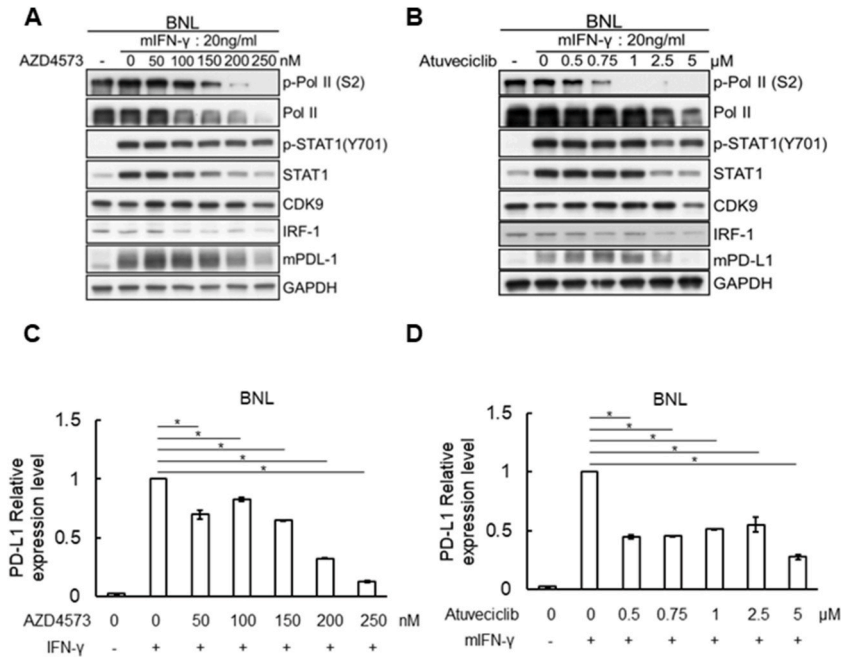 A
BNL
mIFN-γ : 20ng/ml
AZD4573 - 0 50 100 150 200 250 nM
p-Pol II (S2)
Pol II
p-STAT1(Y701)
STAT1
CDK9
IRF-1
mPDL-1
GAPDH
B
BNL
mIFN-γ : 20ng/ml
Atuveciclib - 0 0.5 0.75 1 2.5 5 μM
p-Pol II (S2)
Pol II
p-STAT1(Y701)
STAT1
CDK9
IRF-1
mPD-L1
GAPDH
C
BNL
PD-L1 Relative
expression level
1.5
1
0.5
0
* * * * *
AZD4573 0 0 50 100 150 200 250 nM
IFN-γ - + + + + + +
D
BNL
PD-L1 Relative
expression level
1.5
1
0.5
0
* * * * *
Atuveciclib 0 0 0.5 0.75 1 2.5 5 μM
mIFN-γ - + + + + + +